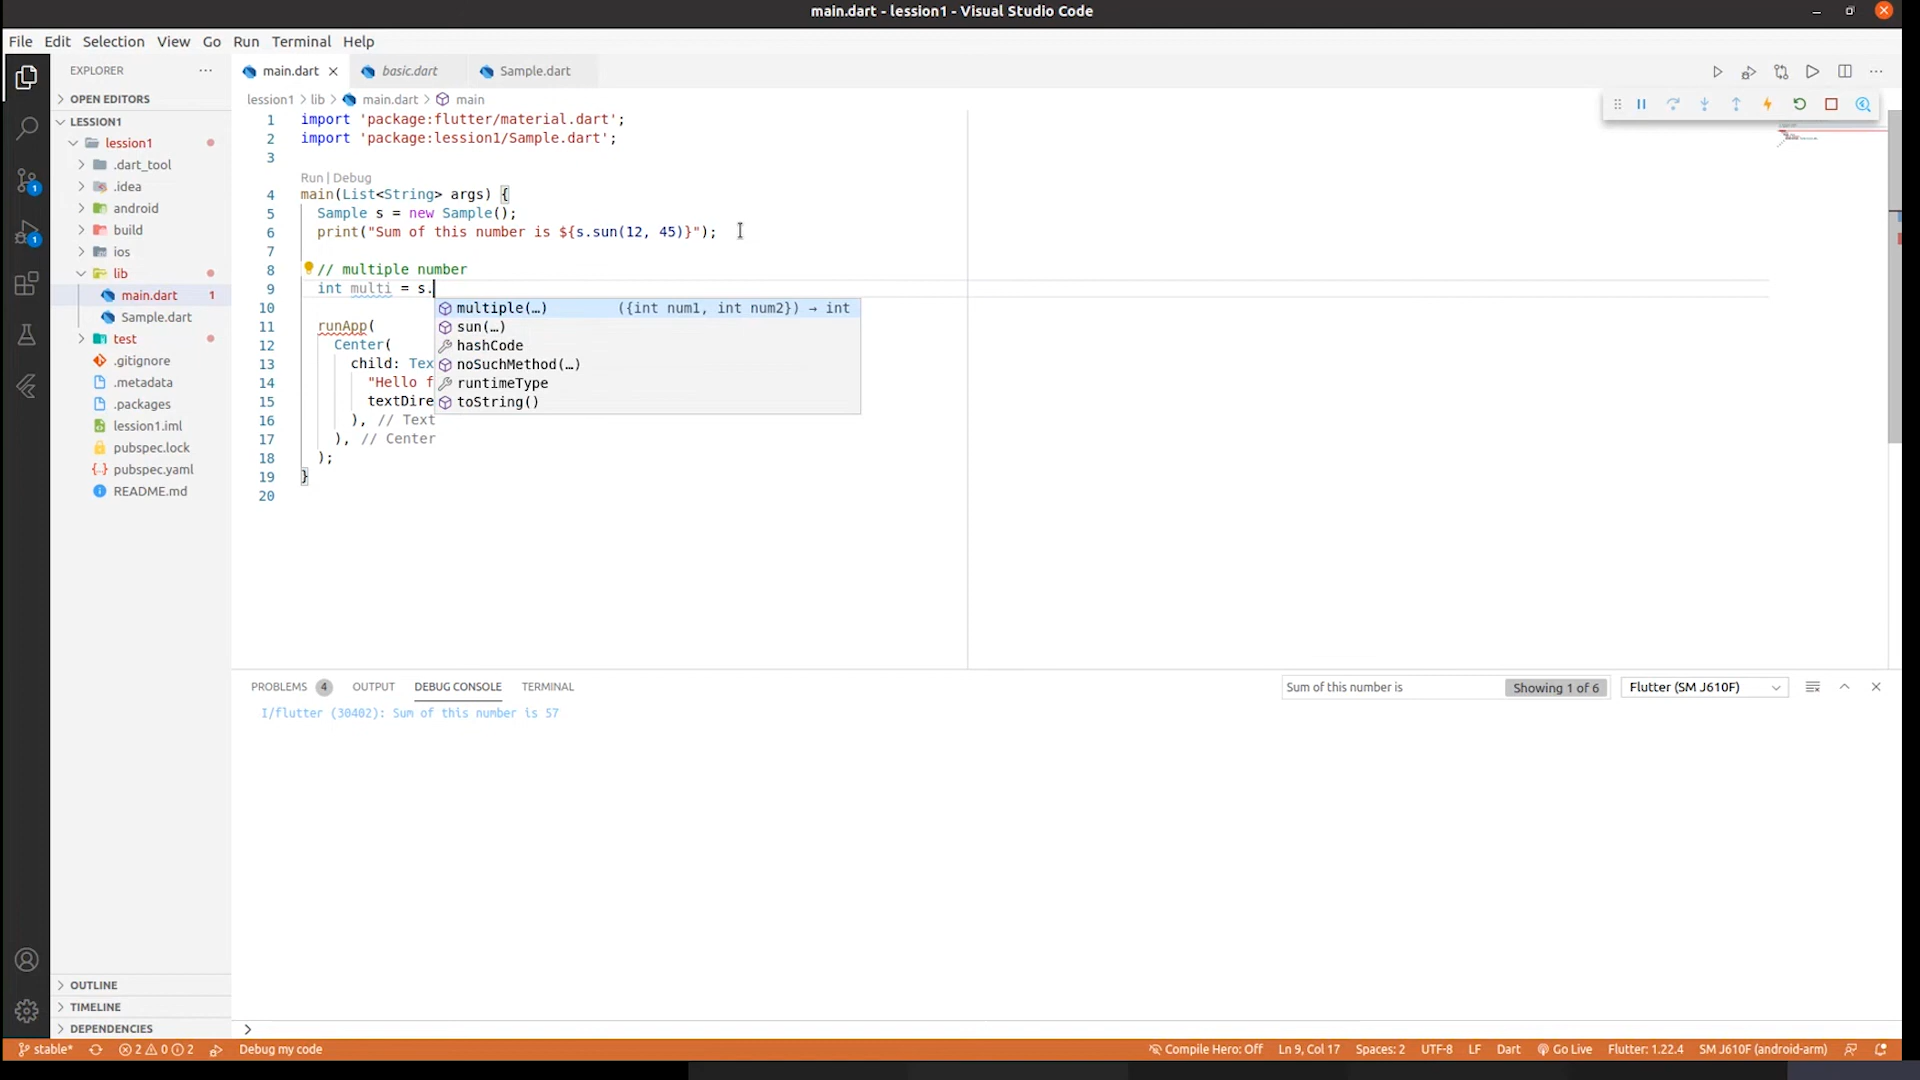 main.dart - lession1 - Visual Studio Code
File Edit Selection View Go Run Terminal Help
EXPLORER
OPEN EDITORS
LESSION1
lession1
.dart_tool
.idea
android
build
ios
lib
main.dart 1
Sample.dart
test
.gitignore
.metadata
.packages
lession1.iml
pubspec.lock
pubspec.yaml
README.md
OUTLINE
TIMELINE
DEPENDENCIES
1
1
main.dart basic.dart Sample.dart
lession1 > lib > main.dart > main
1 import 'package:flutter/material.dart';
2 import 'package:lession1/Sample.dart';
3
Run | Debug
4 main(List<String> args) {
5 Sample s = new Sample();
6 print("Sum of this number is ${s.sun(12, 45)}");
7
8 // multiple number
9 int multi = s.
10
11 runApp(
12 Center(
13 child: Tex
14 "Hello f
15 textDire
16 ), // Text
17 ), // Center
18 );
19 }
20
multiple(…) ({int num1, int num2}) → int
sun(…)
hashCode
noSuchMethod(…)
runtimeType
toString()
PROBLEMS 4 OUTPUT DEBUG CONSOLE TERMINAL
Sum of this number is Showing 1 of 6 Flutter (SM J610F)
I/flutter (30402): Sum of this number is 57
>
stable* 2 0 2 Debug my code Compile Hero: Off Ln 9, Col 17 Spaces: 2 UTF-8 LF Dart Go Live Flutter: 1.22.4 SM J610F (android-arm)